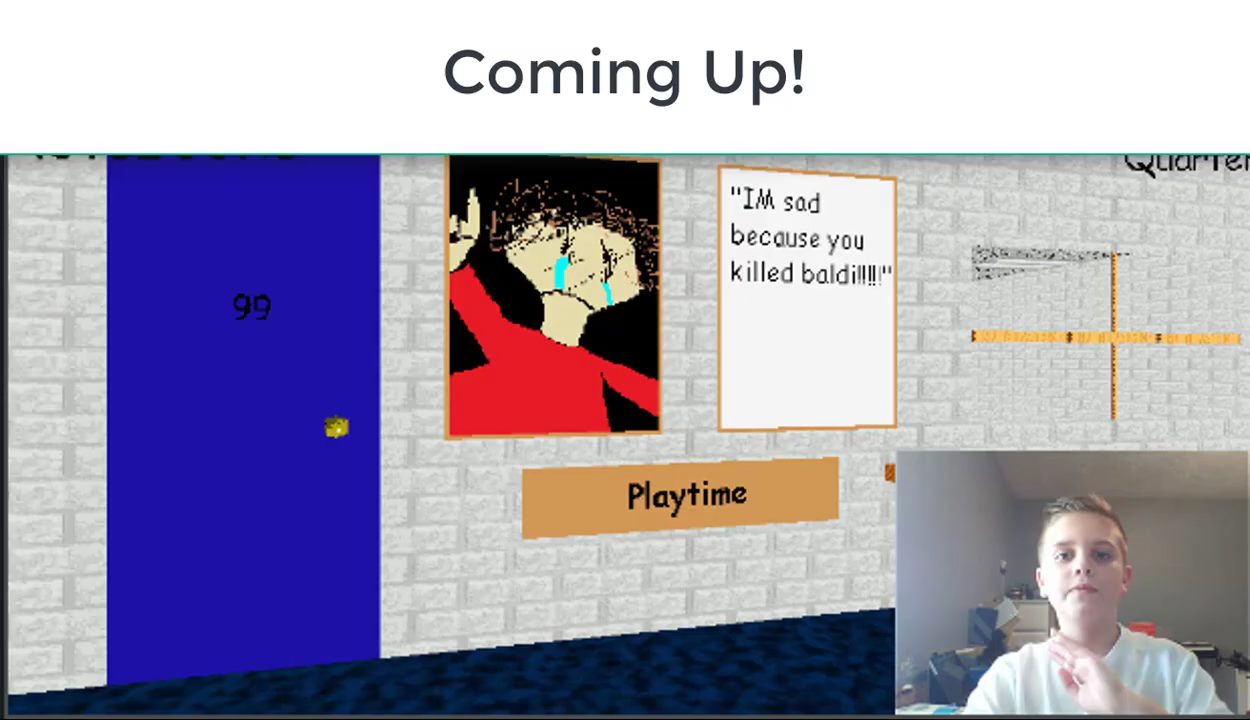 Coming Up!
"IM sad
because you
killed baldi!!!!"
99
Playtime